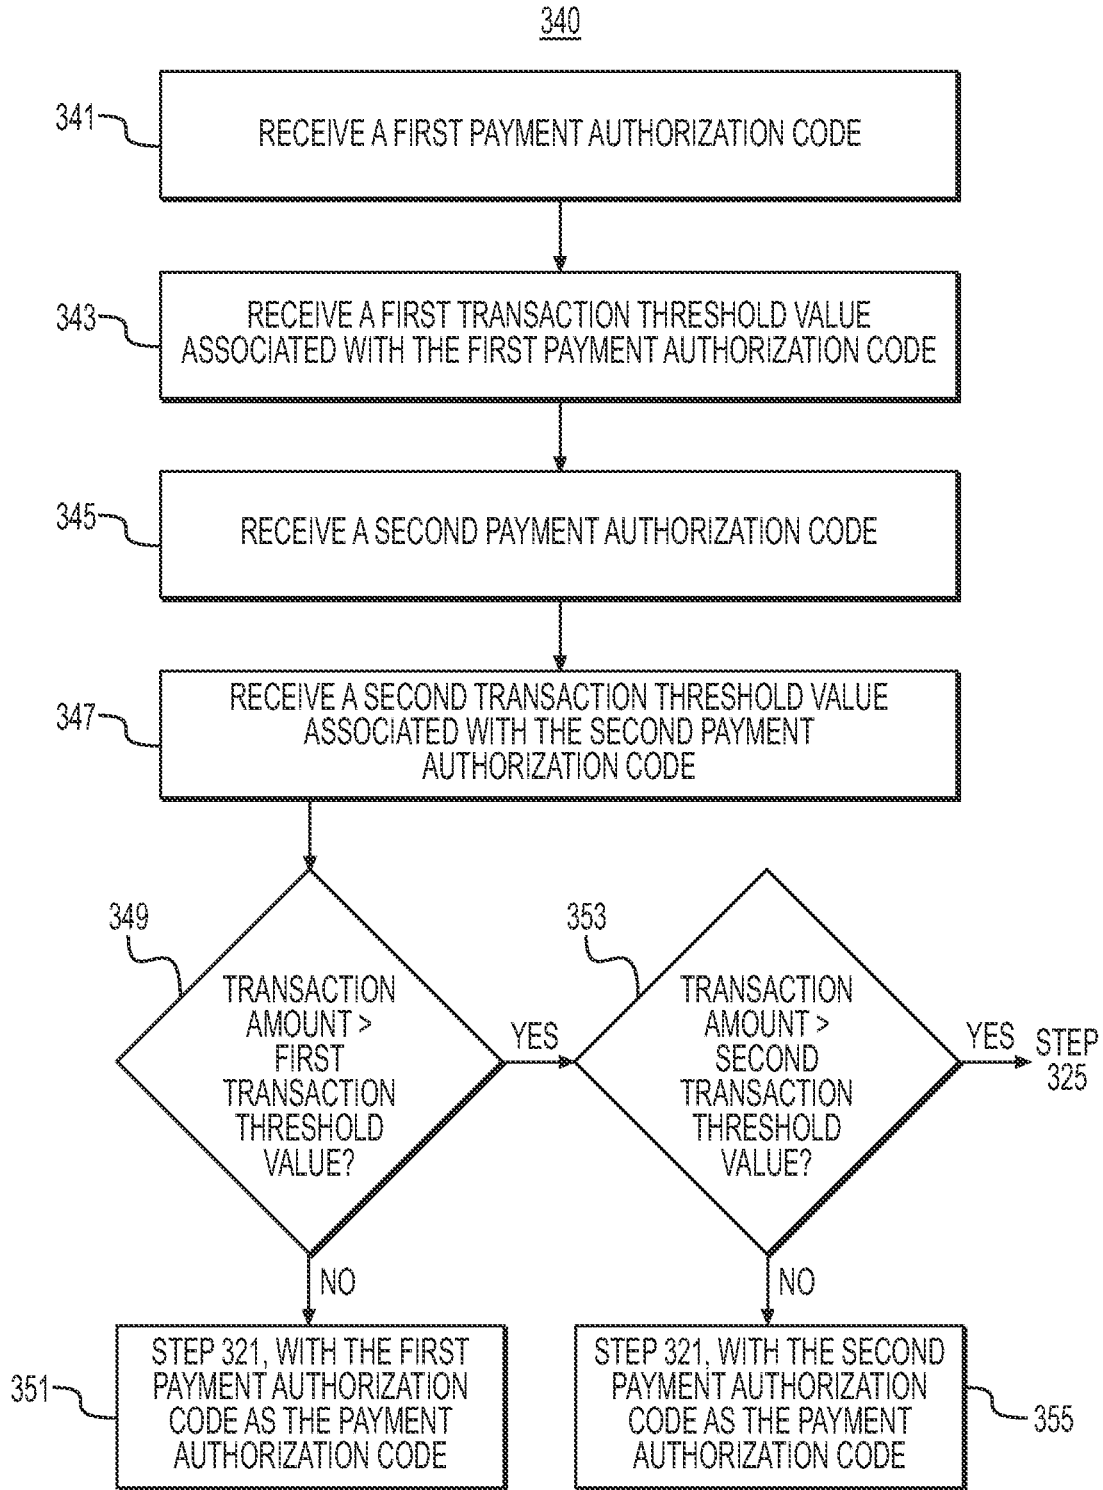 340
341
RECEIVE A FIRST PAYMENT AUTHORIZATION CODE
343
RECEIVE A FIRST TRANSACTION THRESHOLD VALUE
ASSOCIATED WITH THE FIRST PAYMENT AUTHORIZATION CODE
345
RECEIVE A SECOND PAYMENT AUTHORIZATION CODE
347
RECEIVE A SECOND TRANSACTION THRESHOLD VALUE
ASSOCIATED WITH THE SECOND PAYMENT
AUTHORIZATION CODE
349
TRANSACTION
AMOUNT >
FIRST
TRANSACTION
THRESHOLD
VALUE?
YES
353
TRANSACTION
AMOUNT >
SECOND
TRANSACTION
THRESHOLD
VALUE?
YES
STEP
325
NO
NO
351
STEP 321, WITH THE FIRST
PAYMENT AUTHORIZATION
CODE AS THE PAYMENT
AUTHORIZATION CODE
STEP 321, WITH THE SECOND
PAYMENT AUTHORIZATION
CODE AS THE PAYMENT
AUTHORIZATION CODE
355